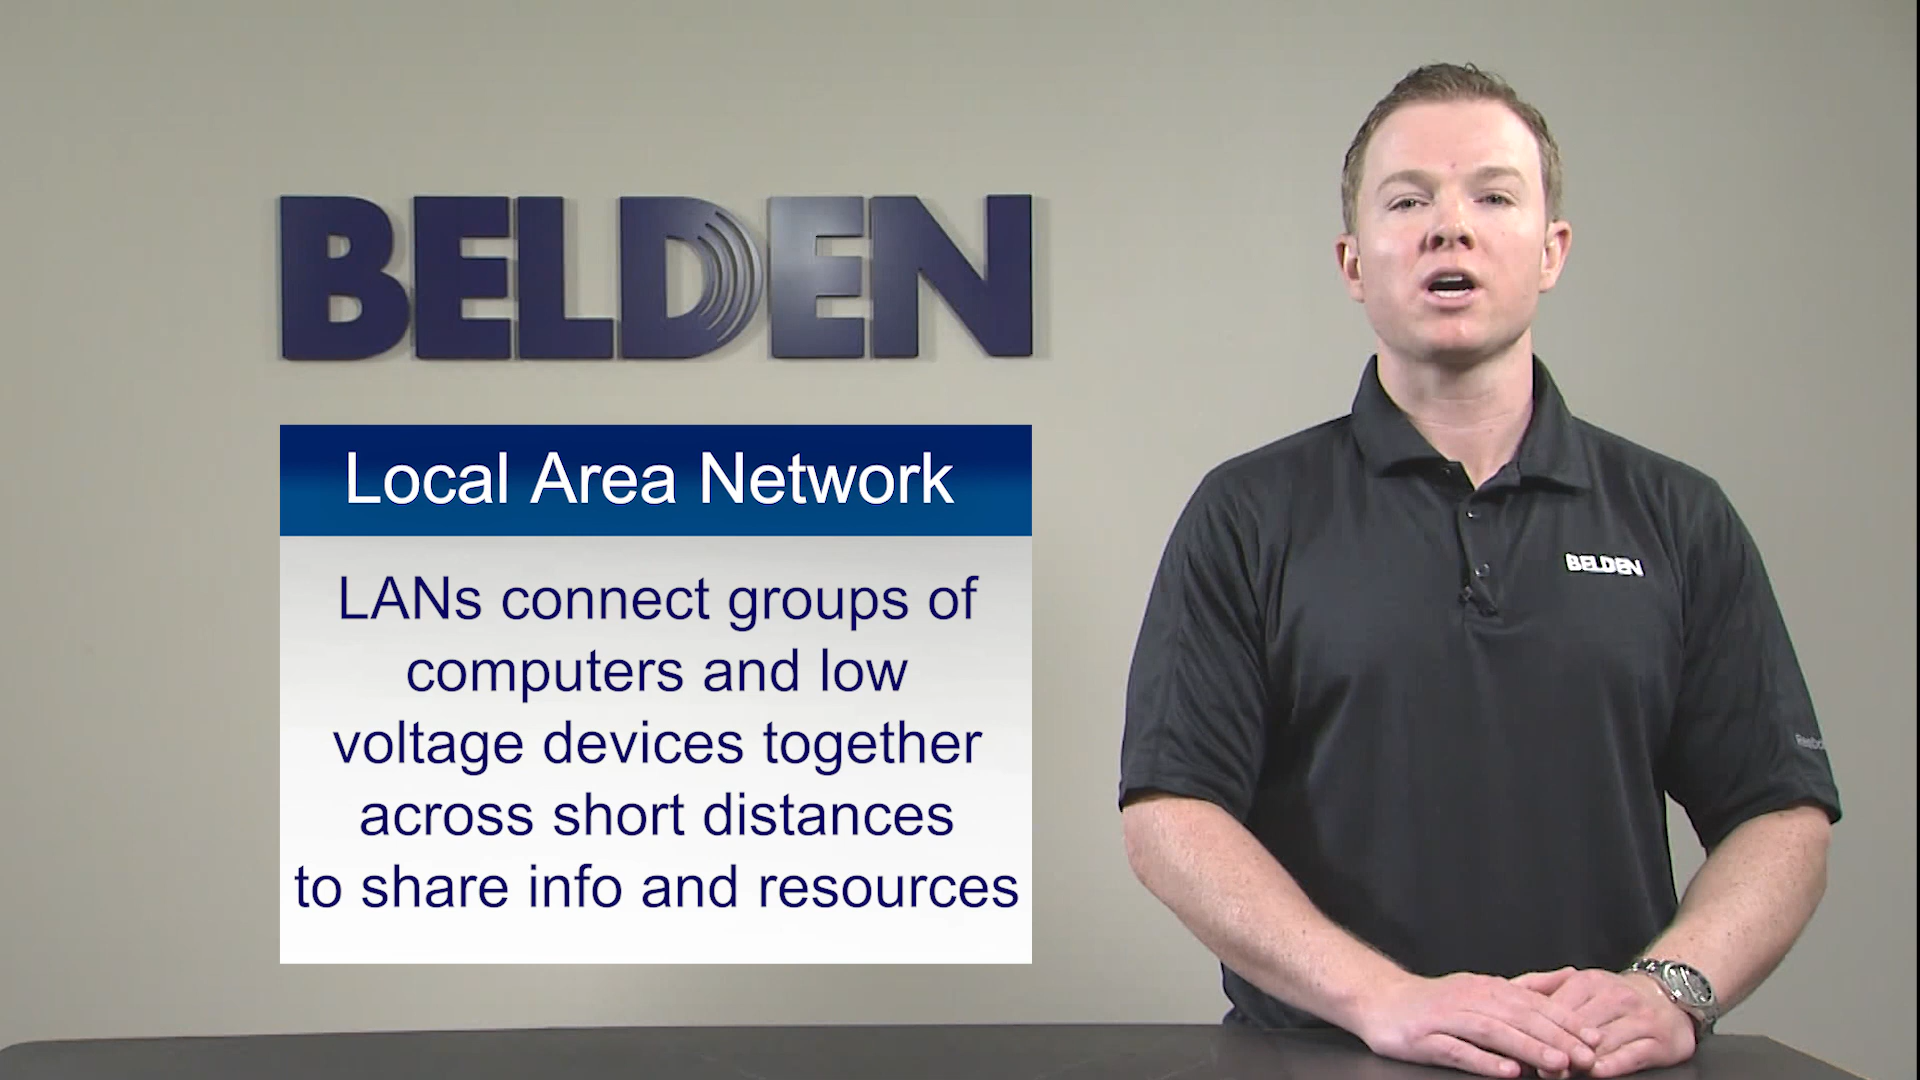 BELDEN
Local Area Network
LANs connect groups of
computers and low
voltage devices together
across short distances
to share info and resources
BELDEN